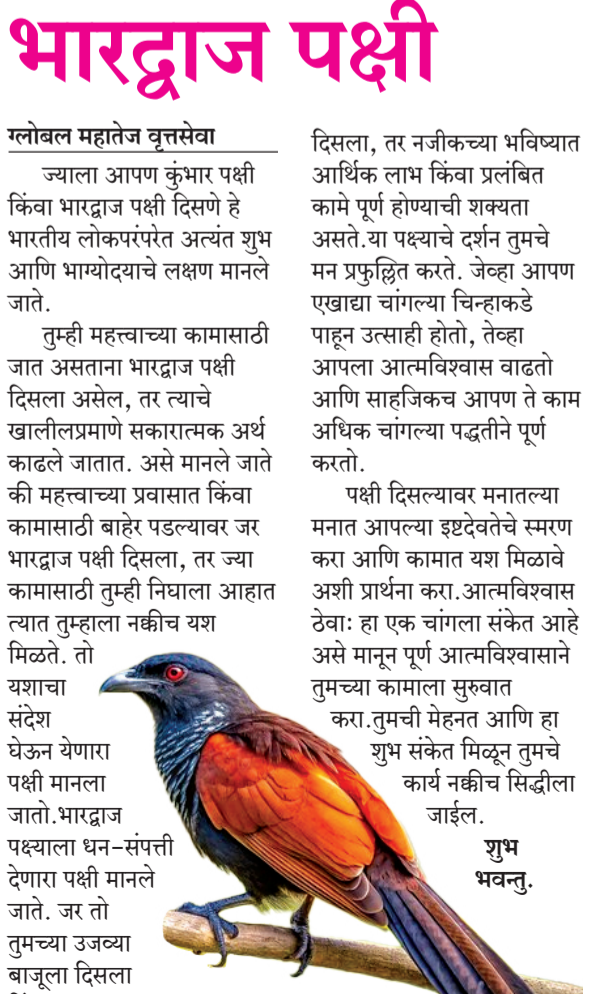 भारद्वाज पक्षी
ग्लोबल महातेज वृत्तसेवा
ज्याला आपण कुंभार पक्षी
किंवा भारद्वाज पक्षी दिसणे हे
भारतीय लोकपरंपरेत अत्यंत शुभ
आणि भाग्योदयाचे लक्षण मानले
जाते.
तुम्ही महत्त्वाच्या कामासाठी
जात असताना भारद्वाज पक्षी
दिसला असेल, तर त्याचे
खालीलप्रमाणे सकारात्मक अर्थ
काढले जातात. असे मानले जाते
की महत्त्वाच्या प्रवासात किंवा
कामासाठी बाहेर पडल्यावर जर
भारद्वाज पक्षी दिसला, तर ज्या
कामासाठी तुम्ही निघाला आहात
त्यात तुम्हाला नक्कीच यश
मिळते. तो
यशाचा
संदेश
घेऊन येणारा
पक्षी मानला
जातो.भारद्वाज
पक्ष्याला धन-संपत्ती
देणारा पक्षी मानले
जाते. जर तो
तुमच्या उजव्या
बाजूला दिसला
दिसला, तर नजीकच्या भविष्यात
आर्थिक लाभ किंवा प्रलंबित
कामे पूर्ण होण्याची शक्यता
असते.या पक्ष्याचे दर्शन तुमचे
मन प्रफुल्लित करते. जेव्हा आपण
एखाद्या चांगल्या चिन्हाकडे
पाहून उत्साही होतो, तेव्हा
आपला आत्मविश्वास वाढतो
आणि साहजिकच आपण ते काम
अधिक चांगल्या पद्धतीने पूर्ण
करतो.
पक्षी दिसल्यावर मनातल्या
मनात आपल्या इष्टदेवतेचे स्मरण
करा आणि कामात यश मिळावे
अशी प्रार्थना करा.आत्मविश्वास
ठेवाः हा एक चांगला संकेत आहे
असे मानून पूर्ण आत्मविश्वासाने
तुमच्या कामाला सुरुवात
करा.तुमची मेहनत आणि हा
शुभ संकेत मिळून तुमचे
कार्य नक्कीच सिद्धीला
जाईल.
शुभ
भवन्तु.